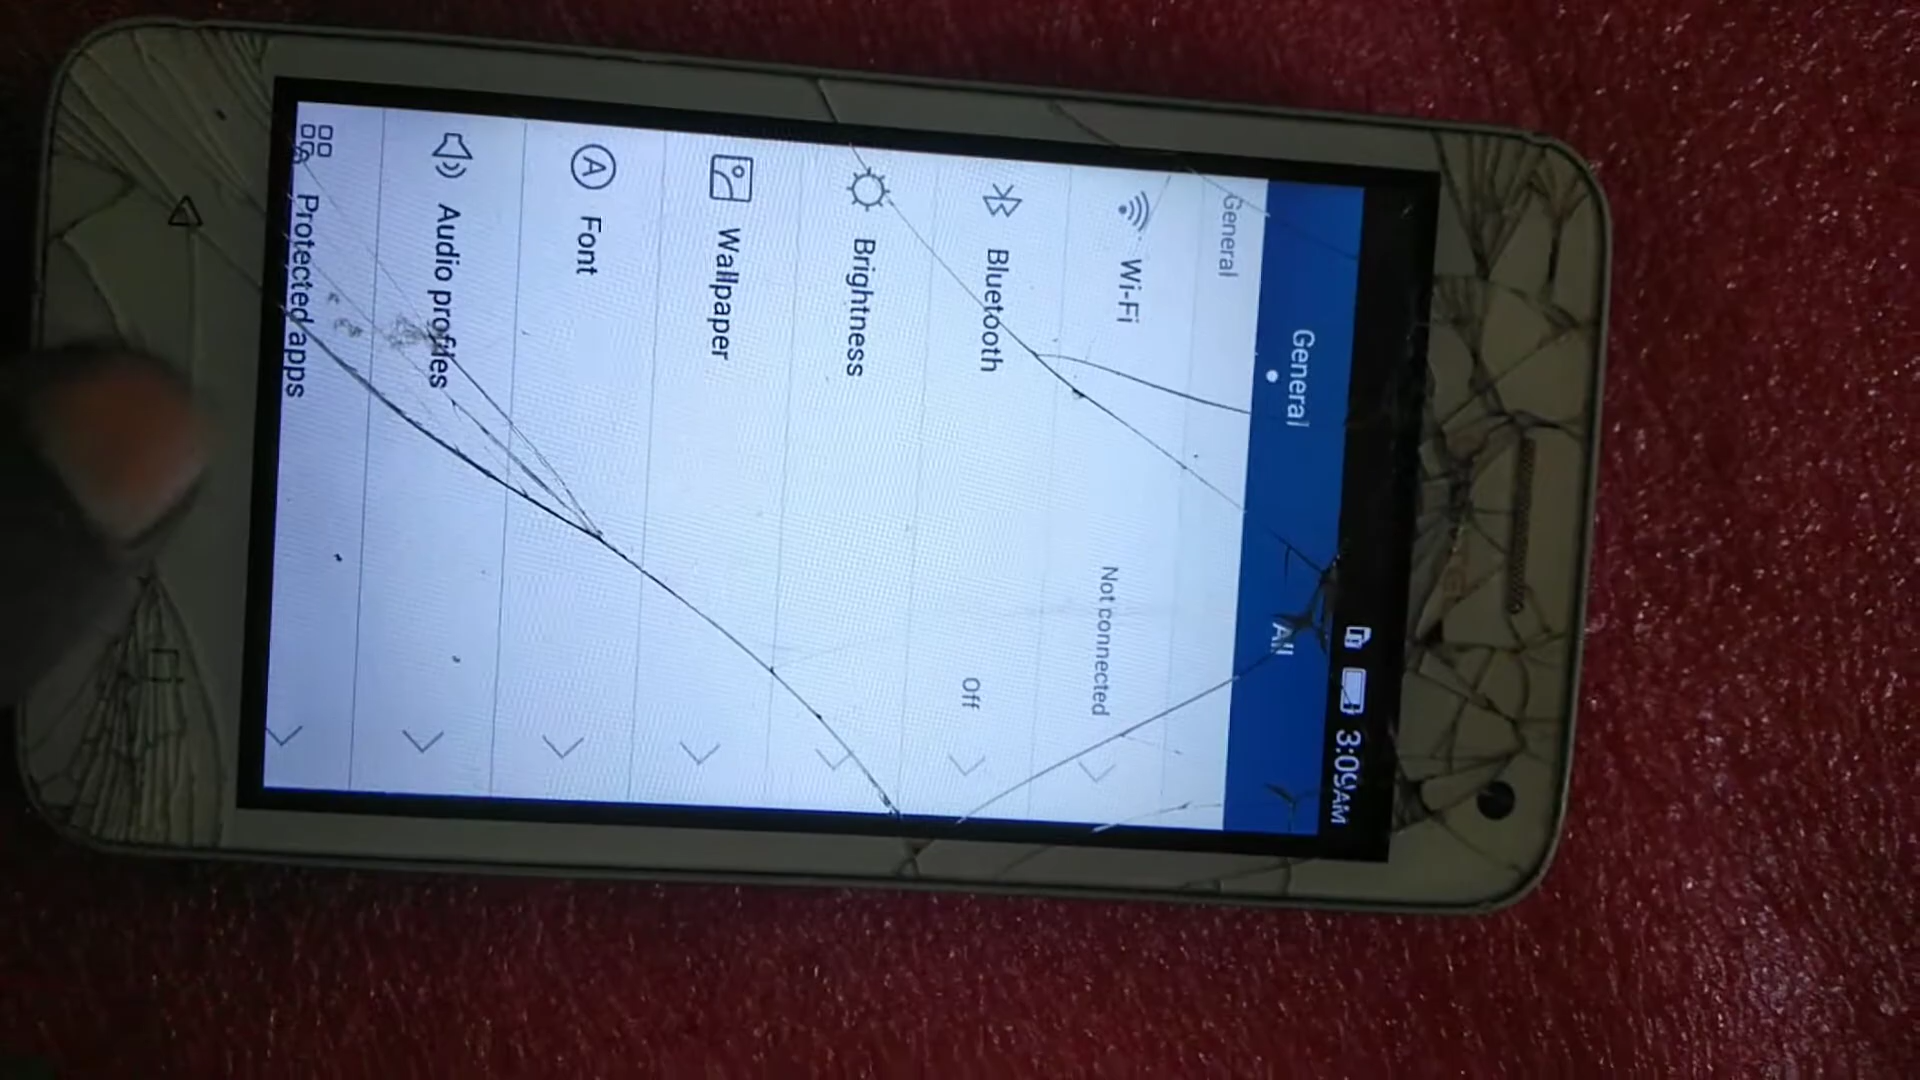 3:09AM
General All
General
Wi-Fi Not connected
Bluetooth Off
Brightness
Wallpaper
Font
Audio profiles
Protected apps